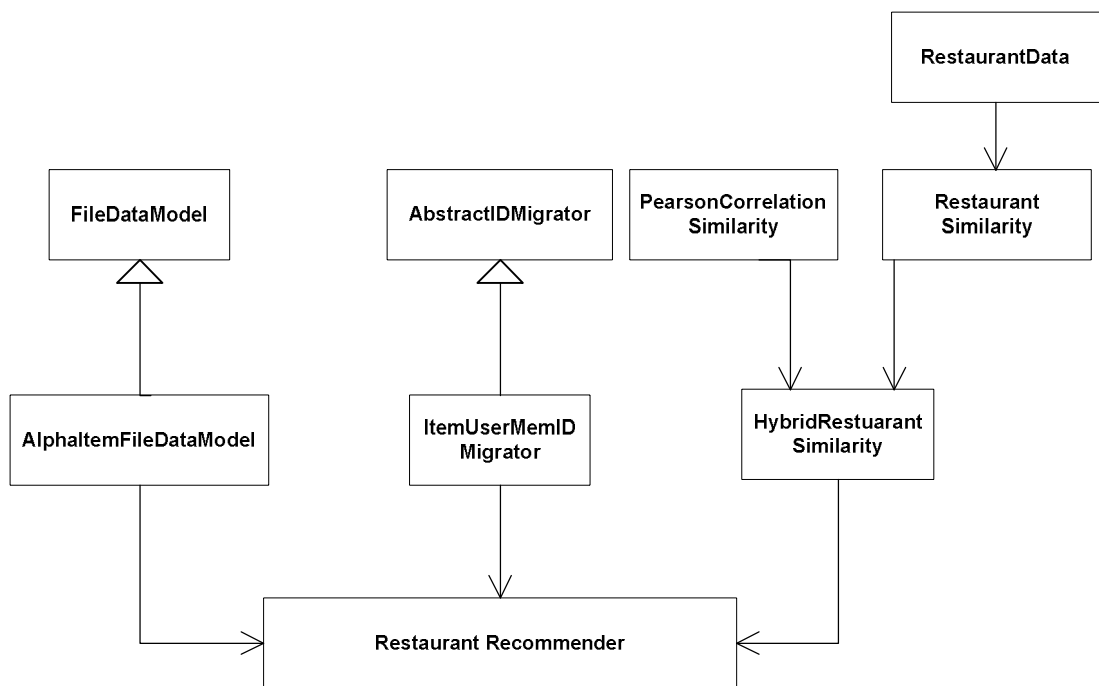 RestaurantData
FileDataModel
AbstractIDMigrator
PearsonCorrelation
Similarity
Restaurant
Similarity
AlphaItemFileDataModel
ItemUserMemID
Migrator
HybridRestuarant
Similarity
Restaurant Recommender